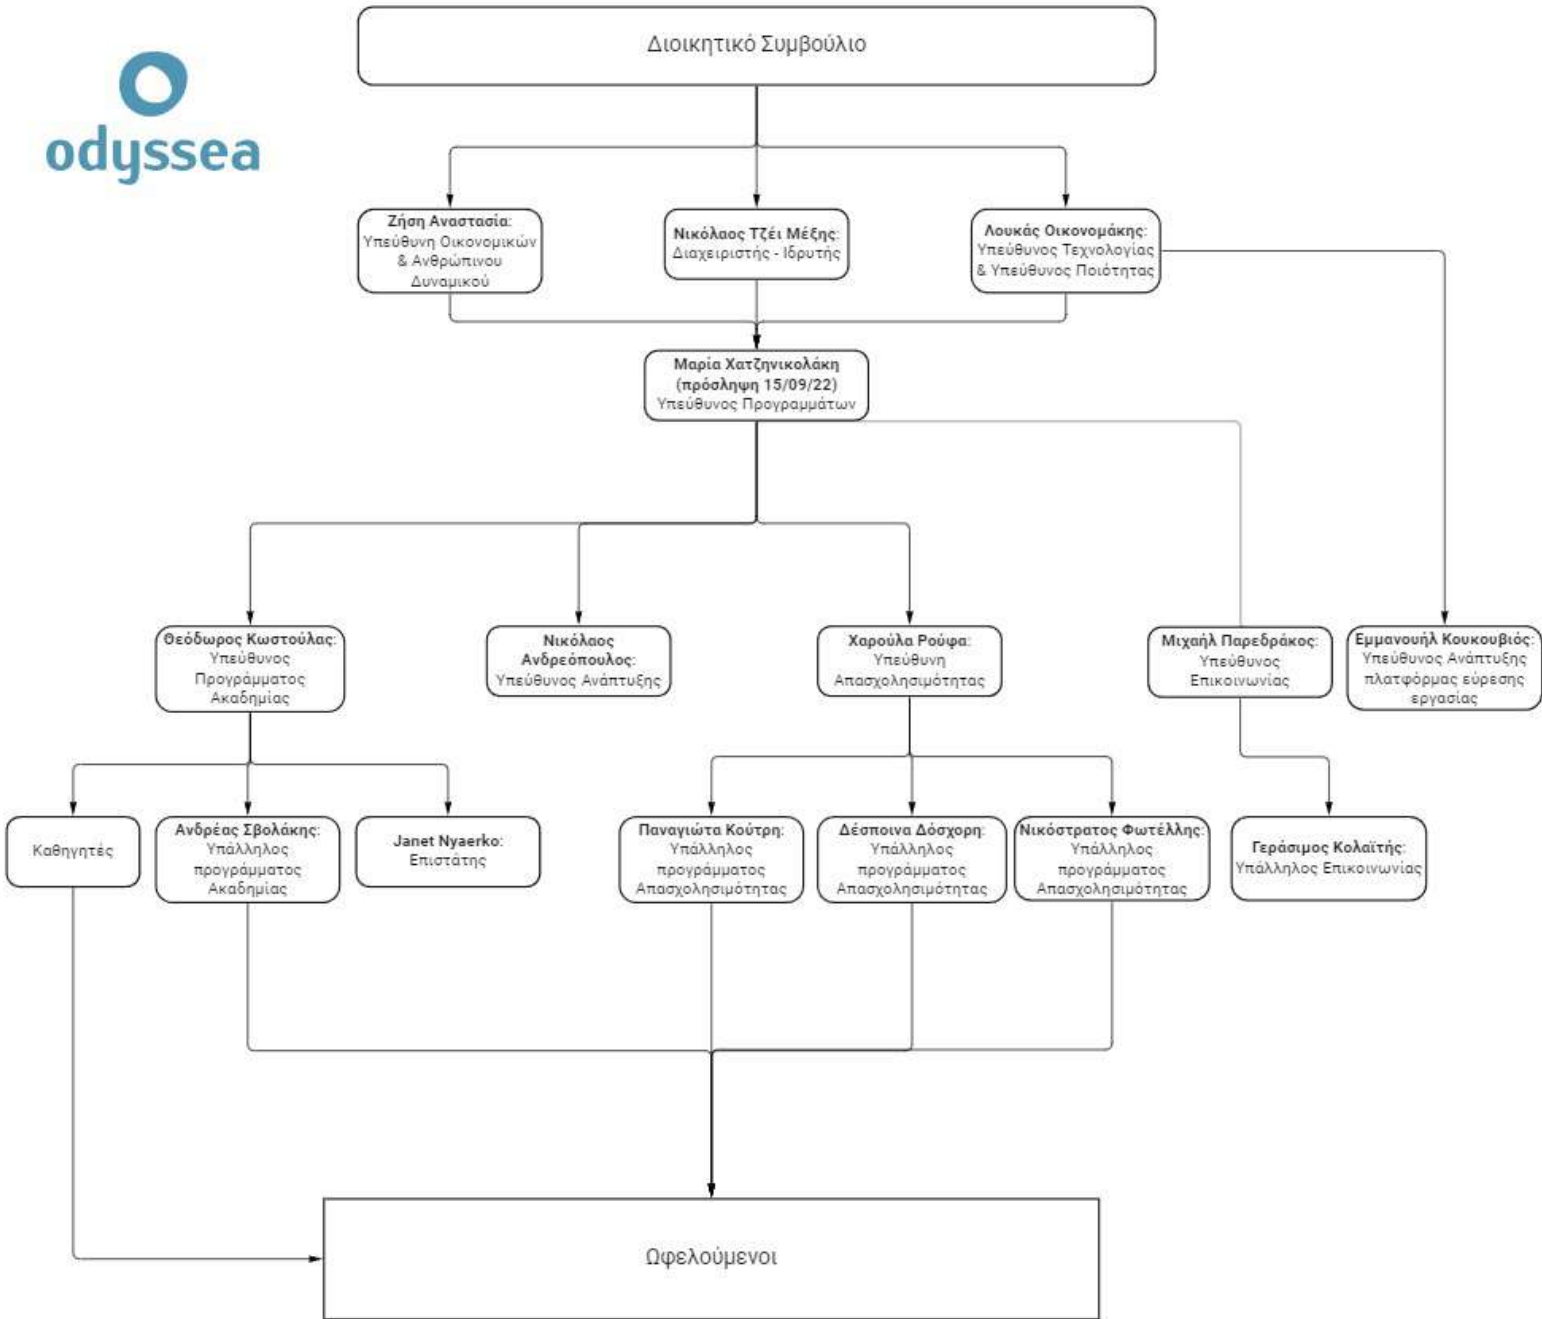 Διοικητικό Συμβούλιο
odyssea
Ζήση Αναστασία:
Υπεύθυνη Οικονομικών
& Ανθρώπινου
Δυναμικού
Νικόλαος Τζέι Μέξης:
Διαχειριστής - Ιδρυτής
Λουκάς Οικονομάκης:
Υπεύθυνος Τεχνολογίας
& Υπεύθυνος Ποιότητας
Μαρία Χατζηνικολάκη
(πρόσληψη 15/09/22)
Υπεύθυνος Προγραμμάτων
Θεόδωρος Κωστούλας:
Υπεύθυνος
Προγράμματος
Ακαδημίας
Νικόλαος
Ανδρεόπουλος:
Υπεύθυνος Ανάπτυξης
Χαρούλα Ρούφα:
Υπεύθυνη
Απασχολησιμότητας
Μιχαήλ Παρεδράκος:
Υπεύθυνος
Επικοινωνίας
Εμμανουήλ Κουκουβιός:
Υπεύθυνος Ανάπτυξης
πλατφόρμας εύρεσης
εργασίας
Καθηγητές
Ανδρέας Σβολάκης:
Υπάλληλος
προγράμματος
Ακαδημίας
Janet Nyaerko:
Επιστάτης
Παναγιώτα Κούτρη:
Υπάλληλος
προγράμματος
Απασχολησιμότητας
Δέσποινα Δόσχορη:
Υπάλληλος
προγράμματος
Απασχολησιμότητας
Νικόστρατος Φωτέλλης:
Υπάλληλος
προγράμματος
Απασχολησιμότητας
Γεράσιμος Κολαϊτής:
Υπάλληλος Επικοινωνίας
Ωφελούμενοι